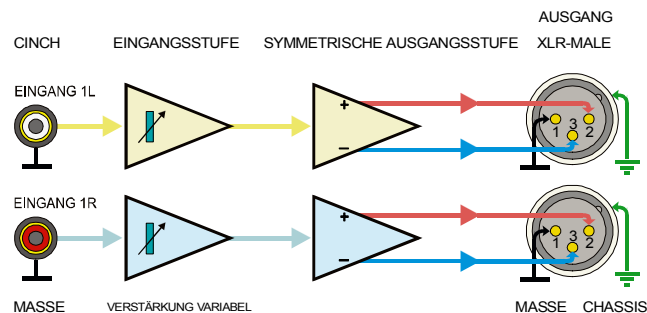 AUSGANG
CINCH EINGANGSSTUFE SYMMETRISCHE AUSGANGSSTUFE XLR-MALE
EINGANG 1L
+
−
1 3 2
EINGANG 1R
+
−
1 3 2
MASSE VERSTÄRKUNG VARIABEL MASSE CHASSIS